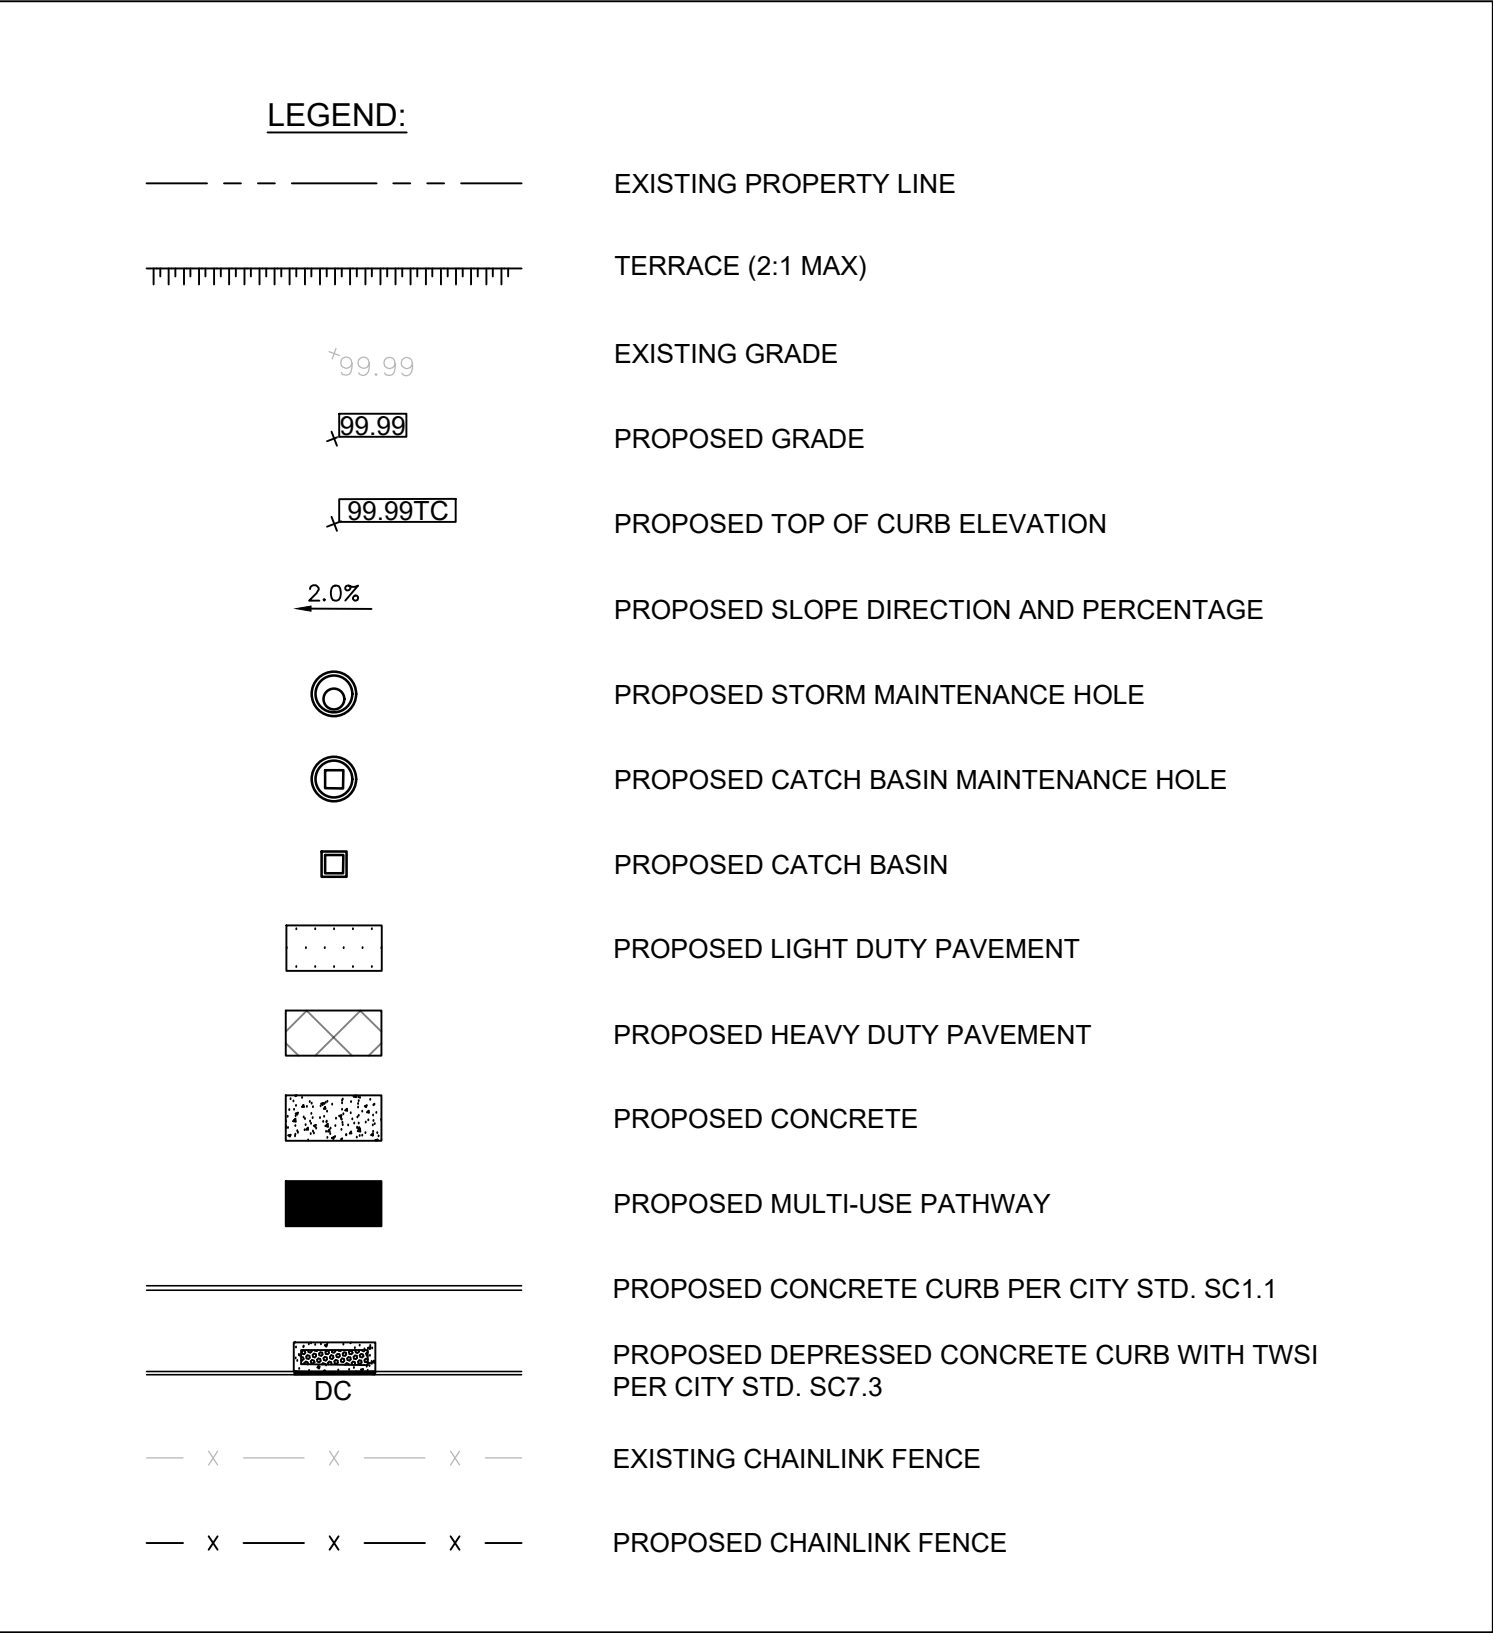 LEGEND:
EXISTING PROPERTY LINE
TERRACE (2:1 MAX)
99.99 EXISTING GRADE
99.99 PROPOSED GRADE
99.99TC PROPOSED TOP OF CURB ELEVATION
2.0% PROPOSED SLOPE DIRECTION AND PERCENTAGE
PROPOSED STORM MAINTENANCE HOLE
PROPOSED CATCH BASIN MAINTENANCE HOLE
PROPOSED CATCH BASIN
PROPOSED LIGHT DUTY PAVEMENT
PROPOSED HEAVY DUTY PAVEMENT
PROPOSED CONCRETE
PROPOSED MULTI-USE PATHWAY
PROPOSED CONCRETE CURB PER CITY STD. SC1.1
PROPOSED DEPRESSED CONCRETE CURB WITH TWSI
DC PER CITY STD. SC7.3
X X X EXISTING CHAINLINK FENCE
X X X PROPOSED CHAINLINK FENCE